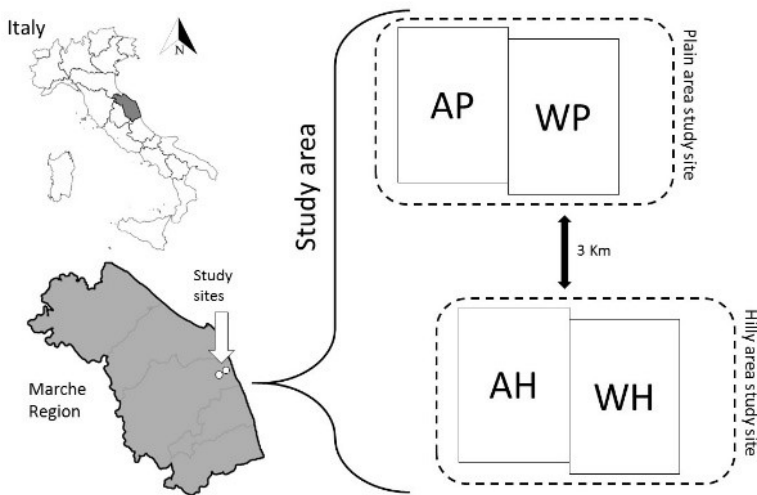 Italy
N
Study area
Study
sites
Marche
Region
AP
WP
Plain area study site
3 Km
AH
WH
Hilly area study site